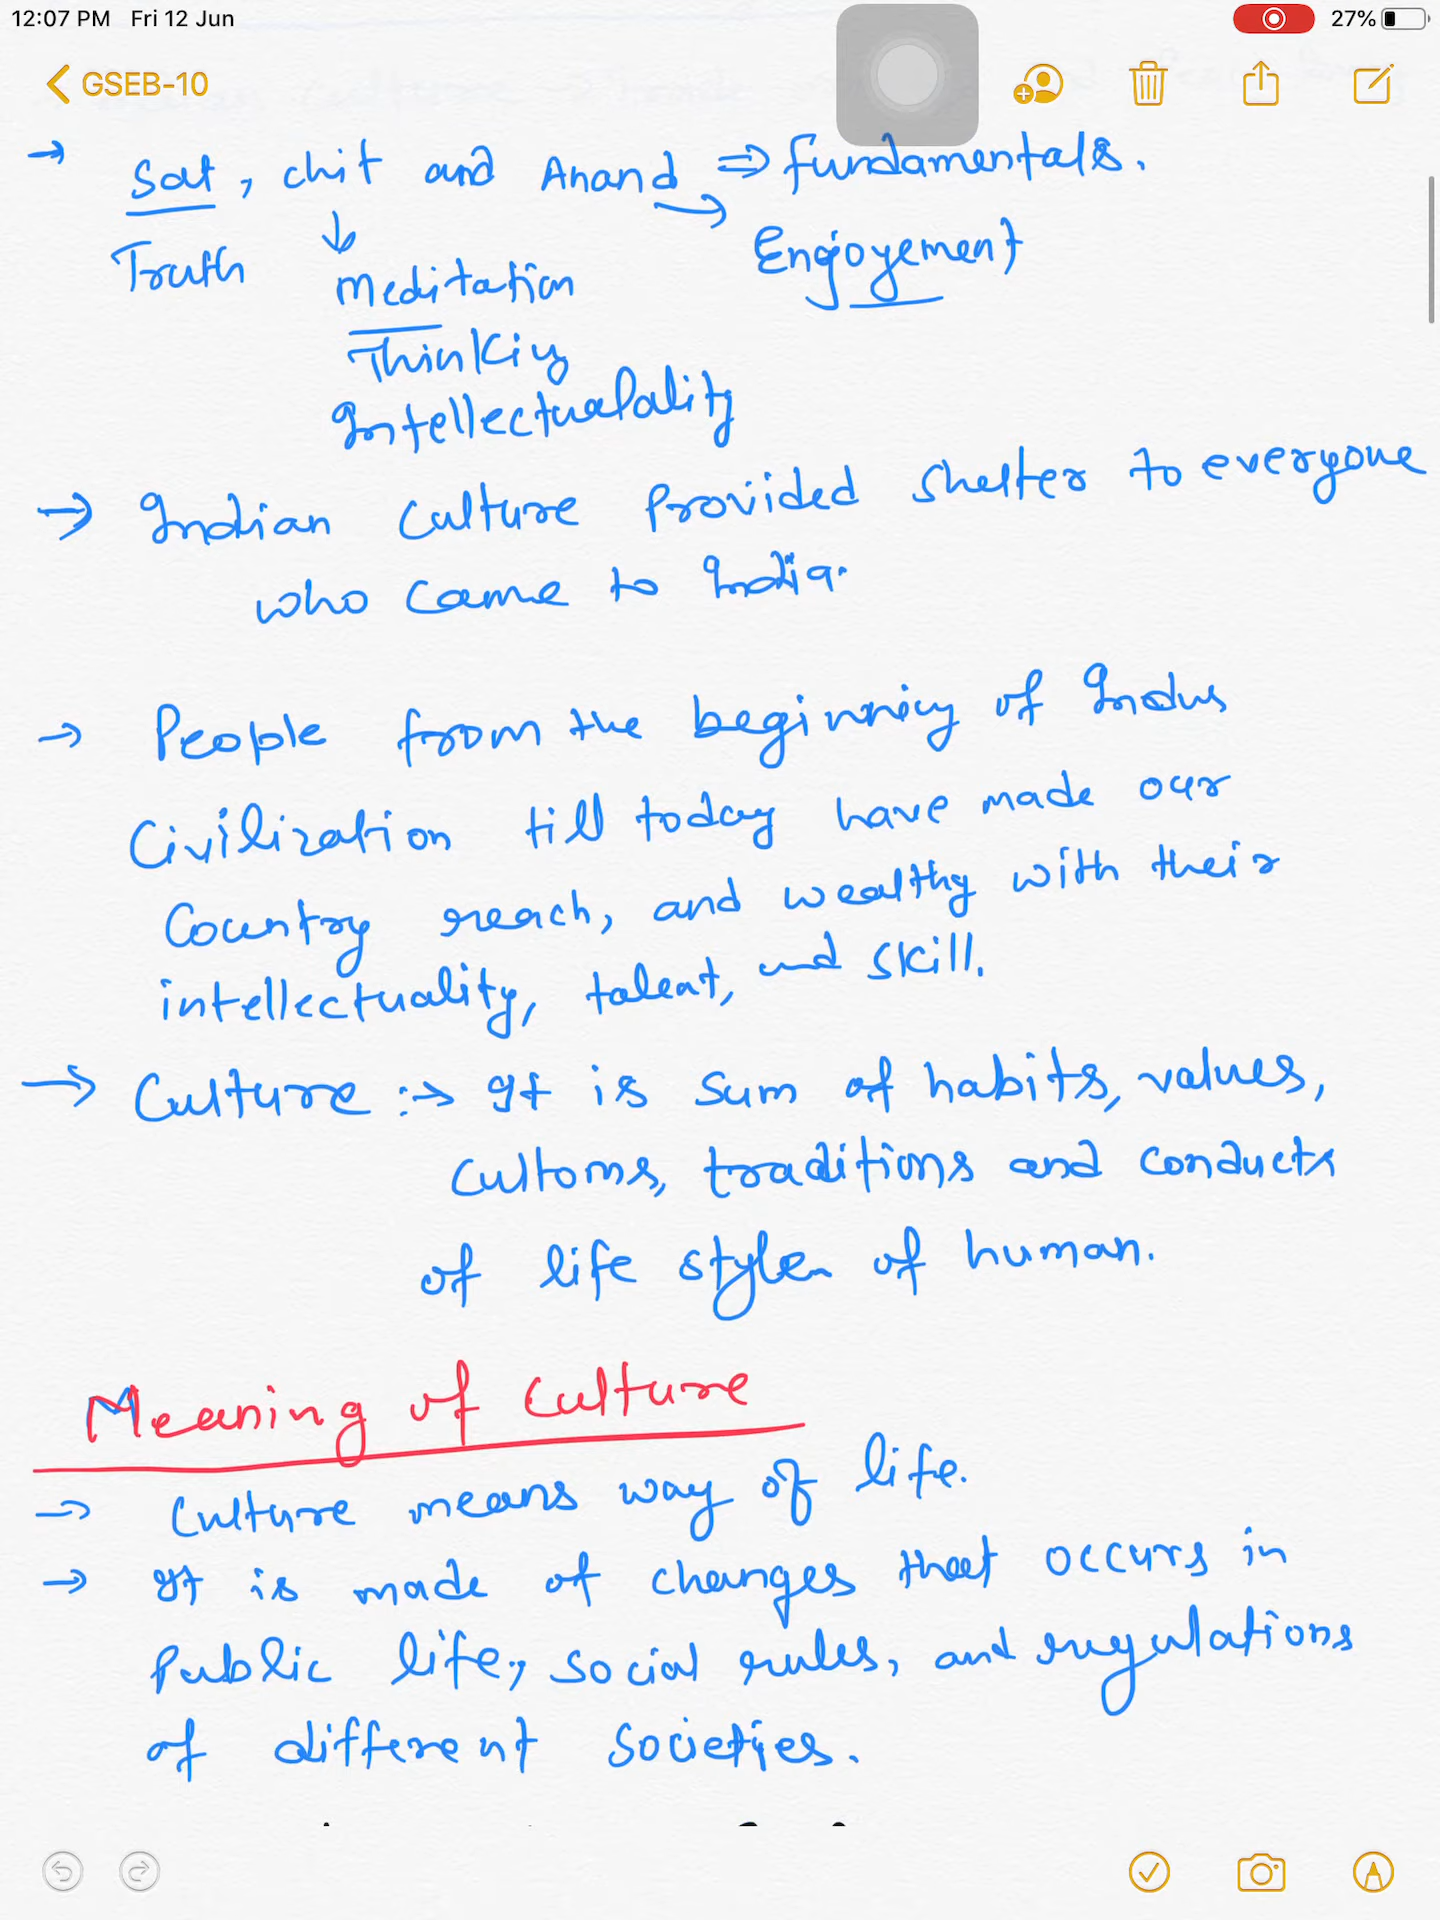 12:07 PM Fri 12 Jun 27%
GSEB-10
→ Sat, chit and Anand ⇒ fundamentals.
Truth ↓ → Engoyement
Meditation
Thinking
Intellectualality
→ Indian Culture Provided Shelter to everyone
who came to India.
→ People from the beginning of Indus
Civilization till today have made our
Country reach, and wealthy with their
intellectuality, talent, and skill.
→ Culture :→ It is sum of habits, values,
Cultoms, traditions and conducts
of life style of human.
Meaning of Culture
→ Culture means way of life.
→ It is made of changes that occurs in
Public life, social rules, and regulations
of different Societies.